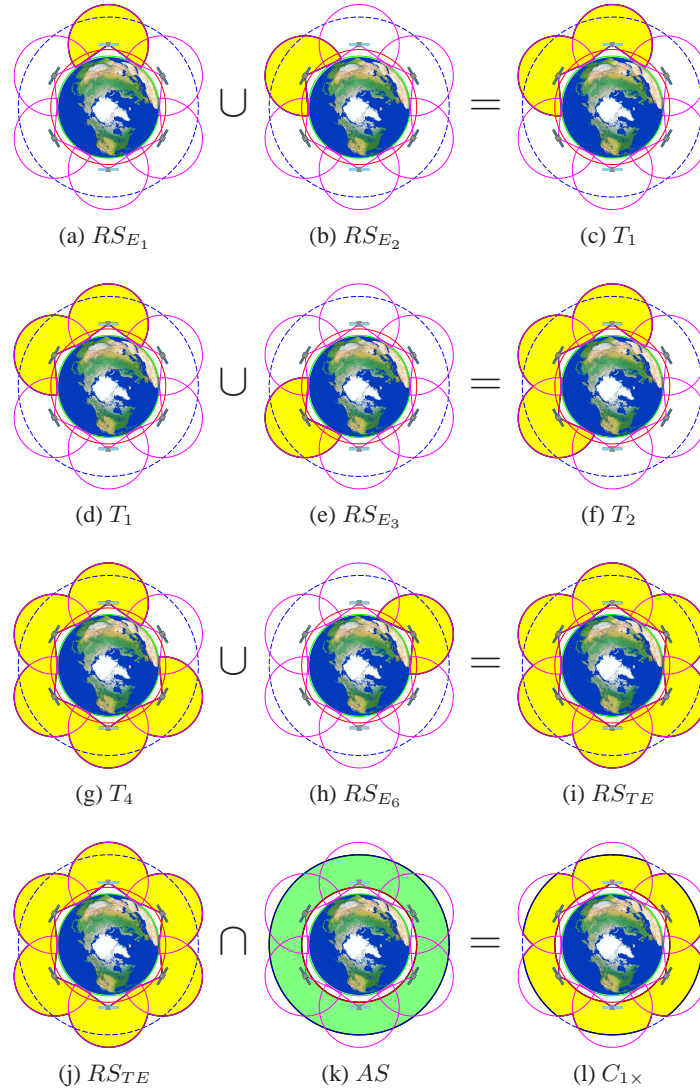 ∪ =
(a) $RS_{E_1}$ (b) $RS_{E_2}$ (c) $T_1$
∪ =
(d) $T_1$ (e) $RS_{E_3}$ (f) $T_2$
∪ =
(g) $T_4$ (h) $RS_{E_6}$ (i) $RS_{TE}$
∩ =
(j) $RS_{TE}$ (k) $AS$ (l) $C_{1\times}$